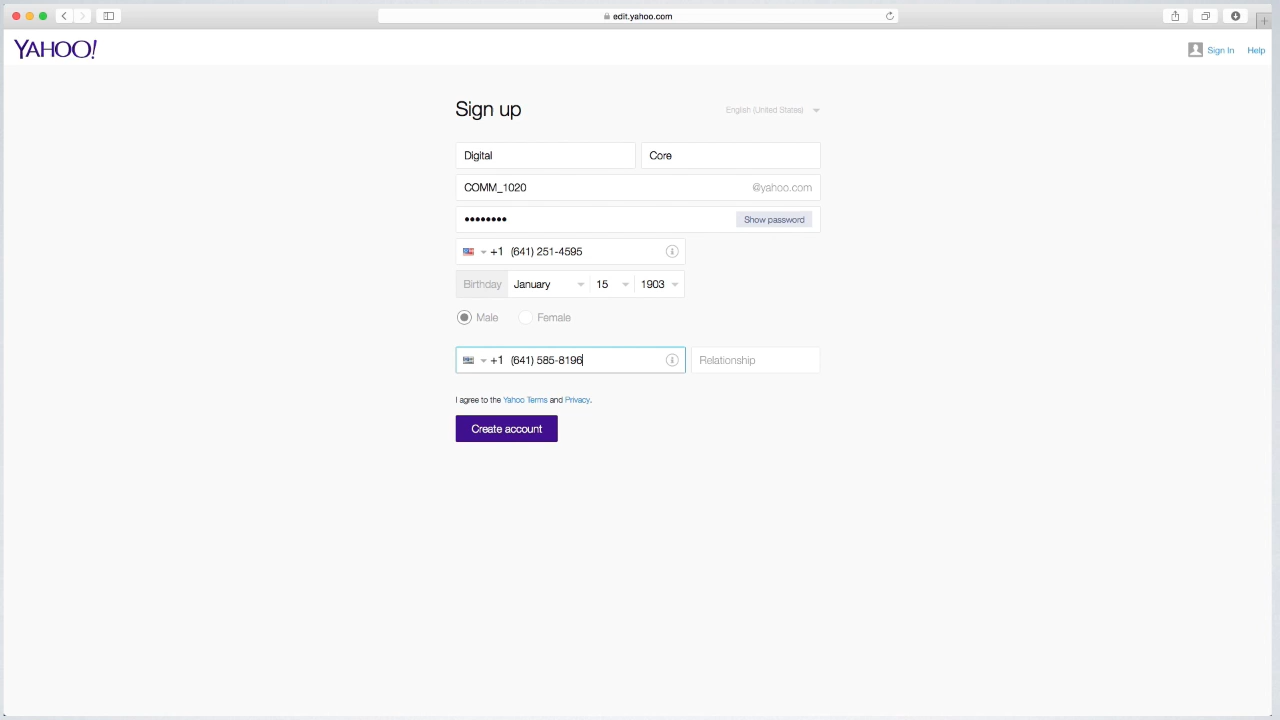 edit.yahoo.com
YAHOO!
Sign In Help
Sign up English (United States)
Digital Core
COMM_1020 @yahoo.com
Show password
+1 (641) 251-4595
Birthday January 15 1903
Male Female
+1 (641) 585-8196 Relationship
I agree to the Yahoo Terms and Privacy.
Create account